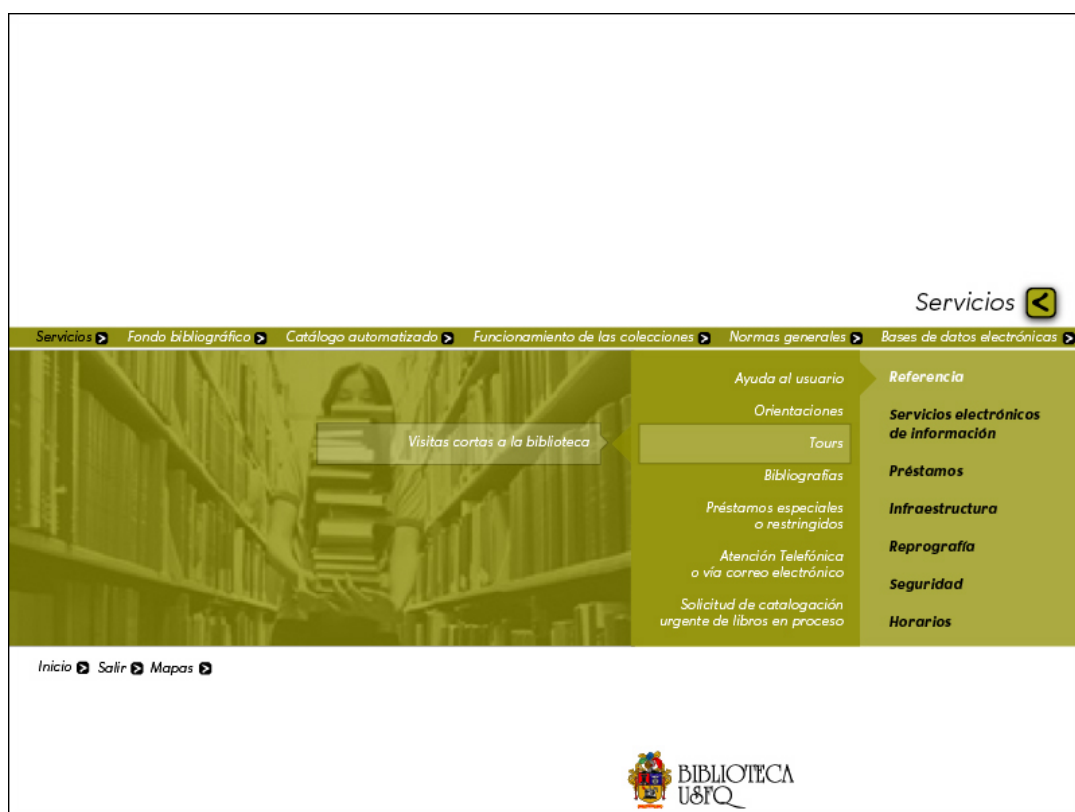 Servicios
Servicios Fondo bibliográfico Catálogo automatizado Funcionamiento de las colecciones Normas generales Bases de datos electrónicas
Visitas cortas a la biblioteca
Ayuda al usuario
Orientaciones
Tours
Bibliografías
Préstamos especiales
o restringidos
Atención Telefónica
o vía correo electrónico
Solicitud de catalogación
urgente de libros en proceso
Referencia
Servicios electrónicos
de información
Préstamos
Infraestructura
Reprografía
Seguridad
Horarios
Inicio Salir Mapas
BIBLIOTECA
USFQ